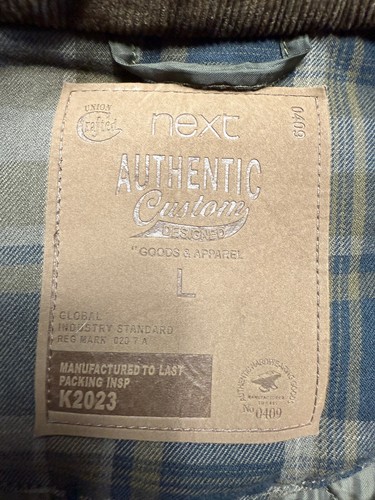 UNION
Crafted
next
0409
AUTHENTIC
Custom
DESIGNED
GOODS & APPAREL
L
GLOBAL
INDUSTRY STANDARD
REG MARK 023 7 A
MANUFACTURED TO LAST
PACKING INSP
K2023
No 0409